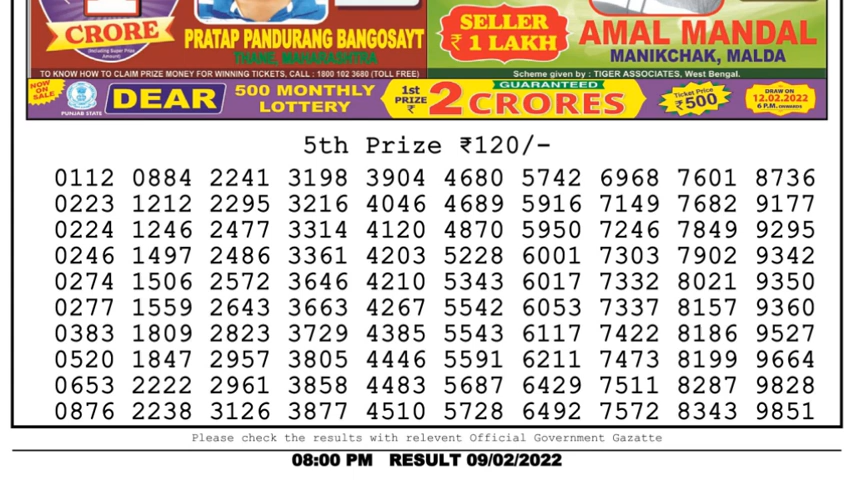 1
CRORE
(Including Super Prize Amount)
PRATAP PANDURANG BANGOSAYT
THANE, MAHARASHTRA
SELLER
₹ 1 LAKH
AMAL MANDAL
MANIKCHAK, MALDA
TO KNOW HOW TO CLAIM PRIZE MONEY FOR WINNING TICKETS, CALL : 1800 102 3680 (TOLL FREE)
Scheme given by : TIGER ASSOCIATES, West Bengal.
NOW ON SALE
PUNJAB STATE
DEAR
500 MONTHLY
LOTTERY
1st PRIZE ₹
2 CRORES
GUARANTEED
Ticket Price
₹500
DRAW ON
12.02.2022
6 P.M. ONWARDS
5th Prize ₹120/-
0112 0884 2241 3198 3904 4680 5742 6968 7601 8736
0223 1212 2295 3216 4046 4689 5916 7149 7682 9177
0224 1246 2477 3314 4120 4870 5950 7246 7849 9295
0246 1497 2486 3361 4203 5228 6001 7303 7902 9342
0274 1506 2572 3646 4210 5343 6017 7332 8021 9350
0277 1559 2643 3663 4267 5542 6053 7337 8157 9360
0383 1809 2823 3729 4385 5543 6117 7422 8186 9527
0520 1847 2957 3805 4446 5591 6211 7473 8199 9664
0653 2222 2961 3858 4483 5687 6429 7511 8287 9828
0876 2238 3126 3877 4510 5728 6492 7572 8343 9851
Please check the results with relevent Official Government Gazatte
08:00 PM RESULT 09/02/2022